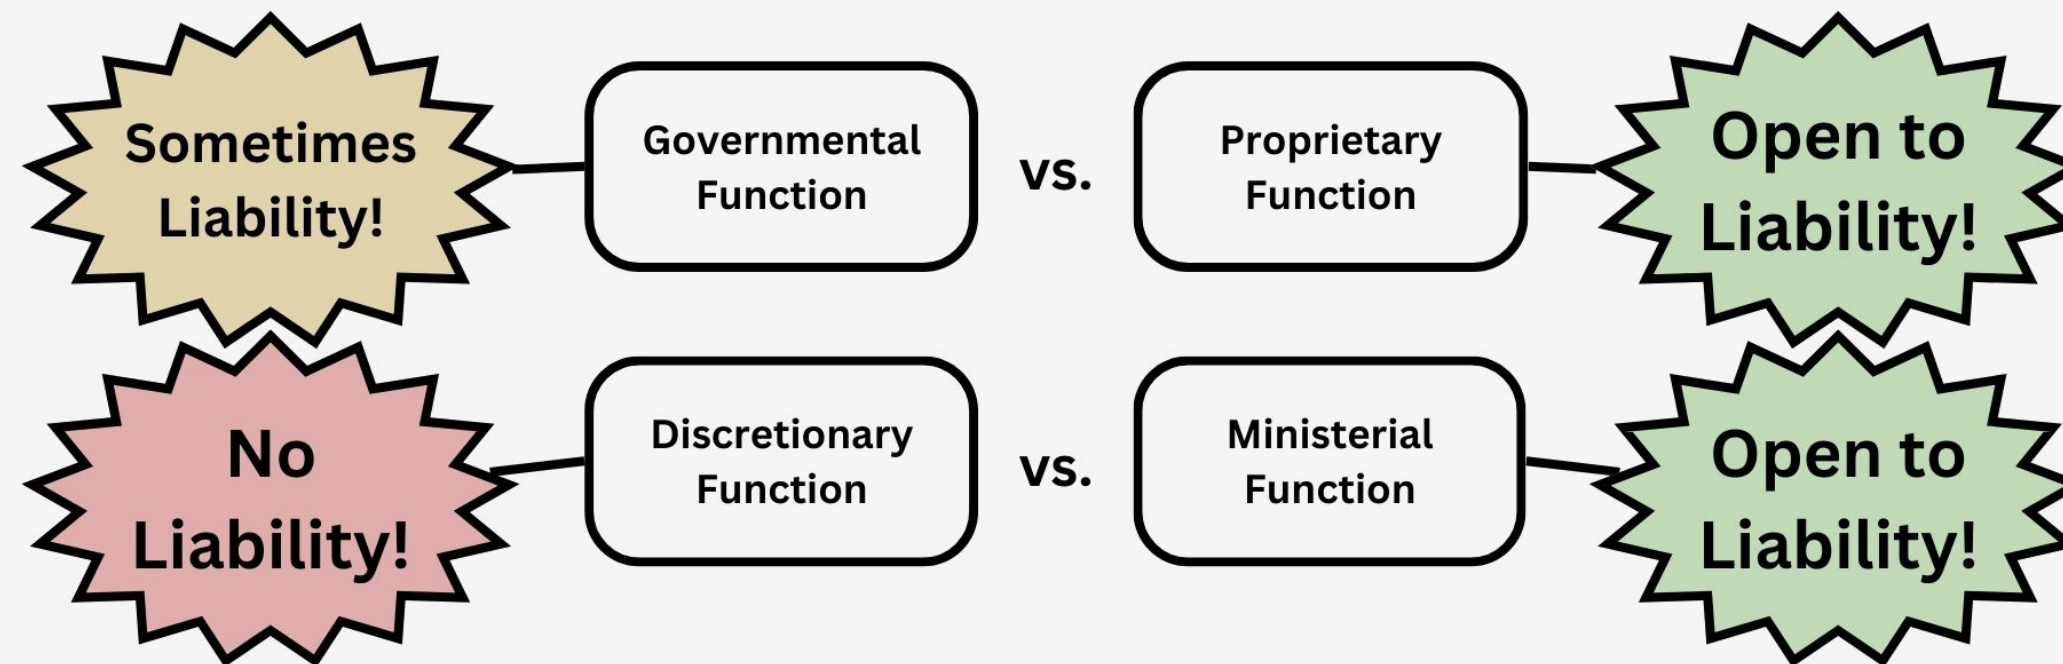 Sometimes
Liability!
Governmental
Function
vs.
Proprietary
Function
Open to
Liability!
No
Liability!
Discretionary
Function
vs.
Ministerial
Function
Open to
Liability!